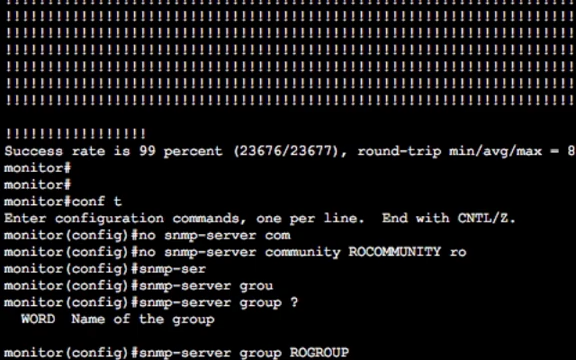 !!!!!!!!!!!!!!!!!
Success rate is 99 percent (23676/23677), round-trip min/avg/max = 8
monitor#
monitor#
monitor#conf t
Enter configuration commands, one per line.  End with CNTL/Z.
monitor(config)#no snmp-server com
monitor(config)#no snmp-server community ROCOMMUNITY ro
monitor(config)#snmp-ser
monitor(config)#snmp-server grou
monitor(config)#snmp-server group ?
  WORD  Name of the group
monitor(config)#snmp-server group ROGROUP